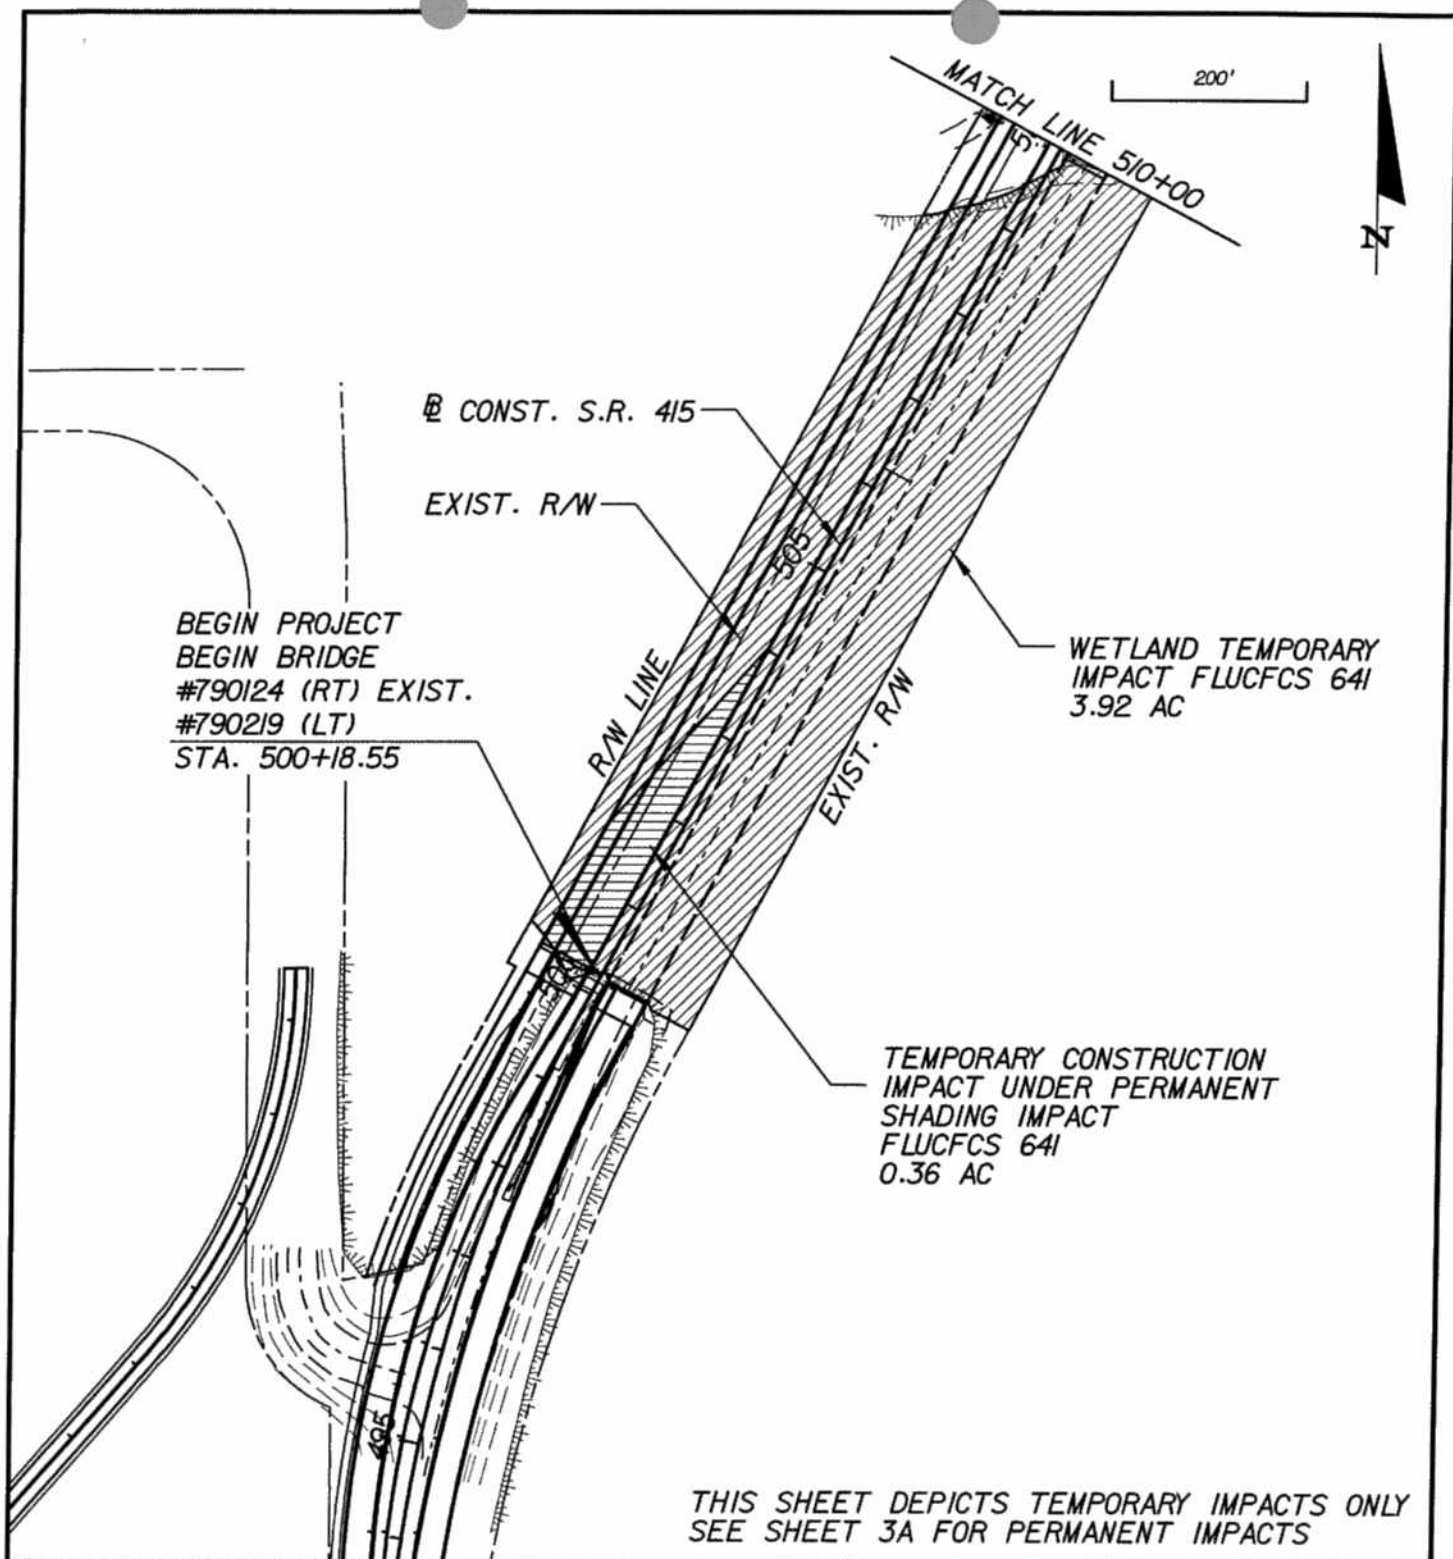 200'
MATCH LINE 510+00
5
N
BL CONST. S.R. 415
EXIST. R/W
505
BEGIN PROJECT
BEGIN BRIDGE
#790124 (RT) EXIST.
#790219 (LT)
STA. 500+18.55
R/W LINE
EXIST. R/W
WETLAND TEMPORARY
IMPACT FLUCFCS 641
3.92 AC
500
TEMPORARY CONSTRUCTION
IMPACT UNDER PERMANENT
SHADING IMPACT
FLUCFCS 641
0.36 AC
495
THIS SHEET DEPICTS TEMPORARY IMPACTS ONLY
SEE SHEET 3A FOR PERMANENT IMPACTS